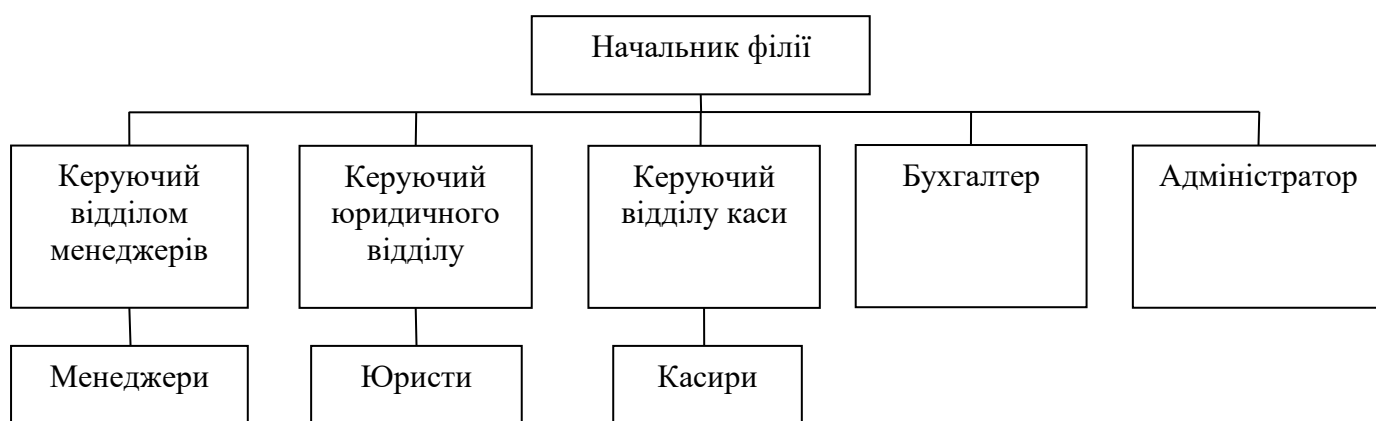 Начальник філії
Керуючий
відділом
менеджерів
Керуючий
юридичного
відділу
Керуючий
відділу каси
Бухгалтер
Адміністратор
Менеджери
Юристи
Касири